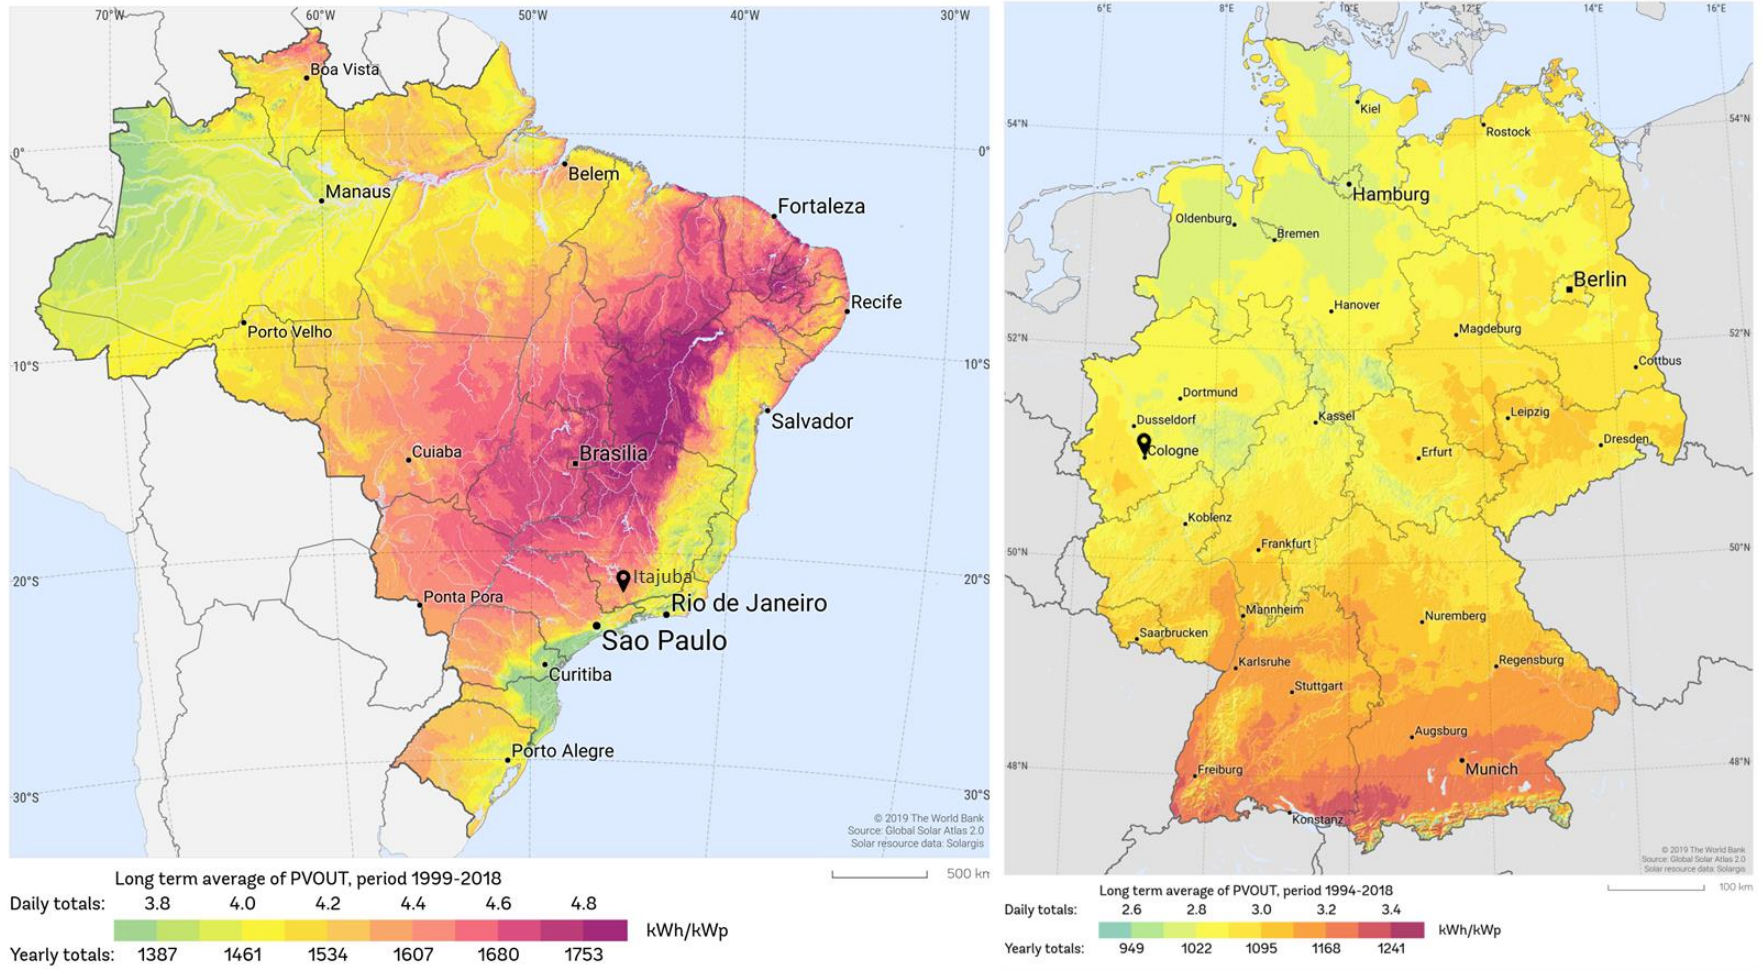 70°W 60°W 50°W 40°W 30°W
Boa Vista
0° 0°
Belem
Manaus
Fortaleza
Recife
Porto Velho
10°S 10°S
Salvador
Cuiaba
Brasilia
20°S 20°S
Itajuba
Ponta Pora
Rio de Janeiro
Sao Paulo
Curitiba
Porto Alegre
30°S 30°S
© 2019 The World Bank
Source: Global Solar Atlas 2.0
Solar resource data: Solargis
500 km
Long term average of PVOUT, period 1999-2018
Daily totals: 3.8 4.0 4.2 4.4 4.6 4.8
kWh/kWp
Yearly totals: 1387 1461 1534 1607 1680 1753
6°E 8°E 10°E 12°E 14°E 16°E
Kiel
54°N 54°N
Rostock
Hamburg
Oldenburg
Bremen
Berlin
Hanover
Magdeburg
52°N 52°N
Cottbus
Dortmund
Dusseldorf
Kassel
Leipzig
Cologne
Erfurt
Dresden
Koblenz
Frankfurt
50°N 50°N
Mannheim
Nuremberg
Saarbrucken
Karlsruhe
Regensburg
Stuttgart
Augsburg
48°N 48°N
Freiburg
Munich
Konstanz
© 2019 The World Bank
Source: Global Solar Atlas 2.0
Solar resource data: Solargis
100 km
Long term average of PVOUT, period 1994-2018
Daily totals: 2.6 2.8 3.0 3.2 3.4
kWh/kWp
Yearly totals: 949 1022 1095 1168 1241